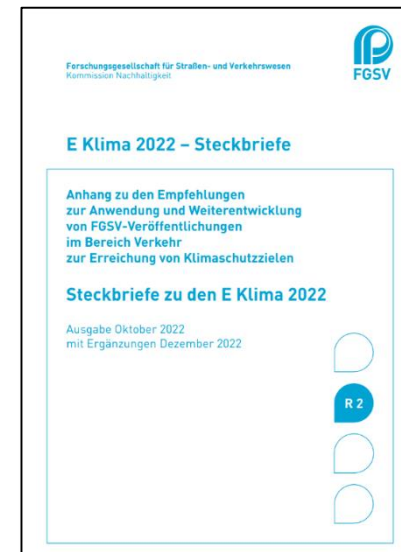 Forschungsgesellschaft für Straßen- und Verkehrswesen
Kommission Nachhaltigkeit
FGSV
E Klima 2022 – Steckbriefe
Anhang zu den Empfehlungen
zur Anwendung und Weiterentwicklung
von FGSV-Veröffentlichungen
im Bereich Verkehr
zur Erreichung von Klimaschutzzielen
Steckbriefe zu den E Klima 2022
Ausgabe Oktober 2022
mit Ergänzungen Dezember 2022
R 2